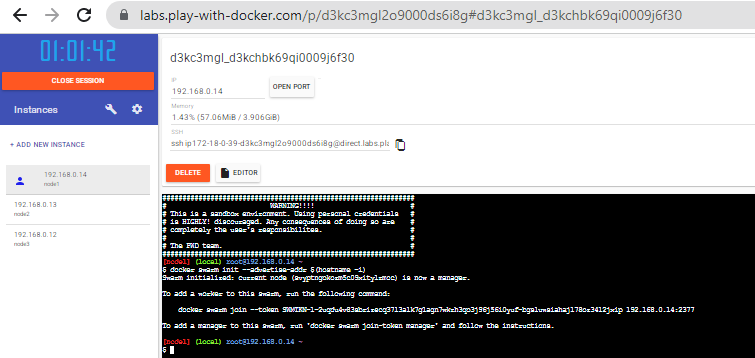 labs.play-with-docker.com/p/d3kc3mgl2o9000ds6i8g#d3kc3mgl_d3kchbk69qi0009j6f30
01:01:42
CLOSE SESSION
Instances
+ ADD NEW INSTANCE
192.168.0.14
node1
192.168.0.13
node2
192.168.0.12
node3
d3kc3mgl_d3kchbk69qi0009j6f30
IP
192.168.0.14
OPEN PORT
Memory
1.43% (57.06MiB / 3.906GiB)
SSH
ssh ip172-18-0-39-d3kc3mgl2o9000ds6i8g@direct.labs.pla
DELETE
EDITOR
###############################################################
# WARNING!!!! #
# This is a sandbox environment. Using personal credentials #
# is HIGHLY! discouraged. Any consequences of doing so are #
# completely the user's responsibilites. #
# #
# The PWD team. #
###############################################################
[node1] (local) root@192.168.0.14 ~
$ docker swarm init --advertise-addr $(hostname -i)
Swarm initialized: current node is now a manager.
To add a worker to this swarm, run the following command:
docker swarm join --token 192.168.0.14:2377
To add a manager to this swarm, run 'docker swarm join-token manager' and follow the instructions.
[node1] (local) root@192.168.0.14 ~
$